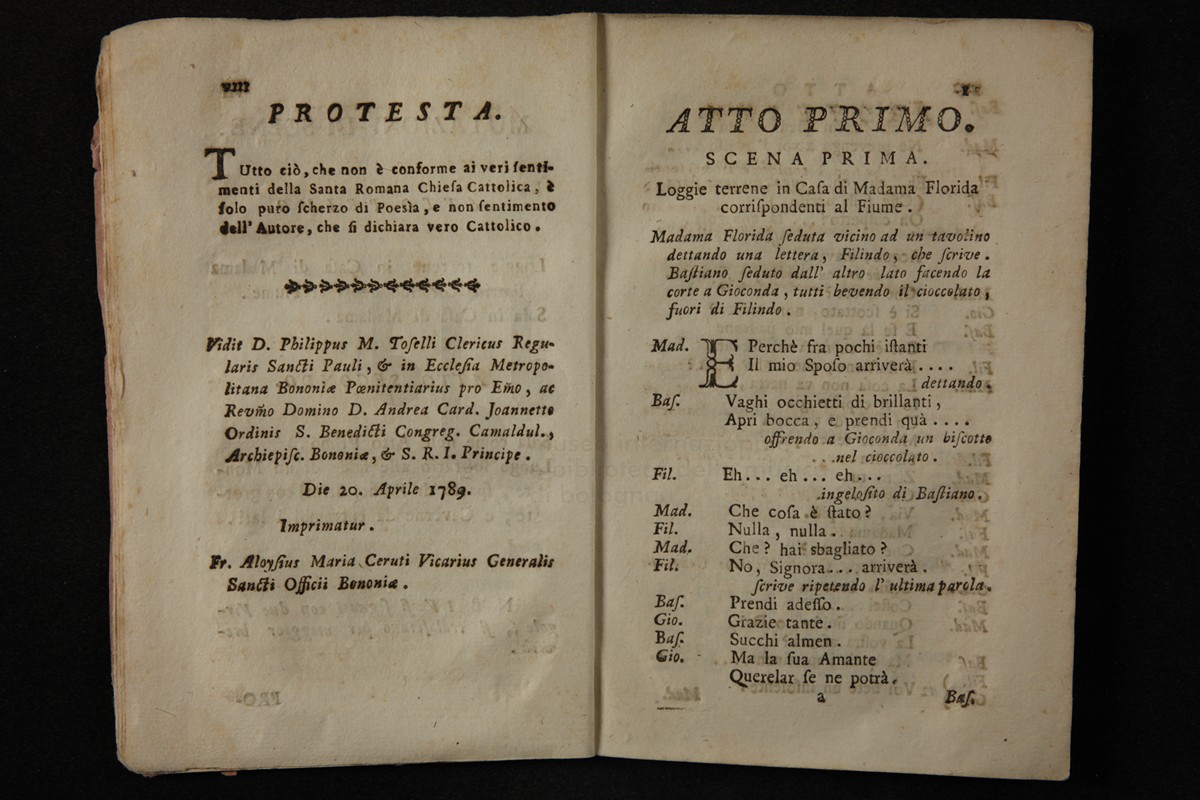 VIII
PROTESTA.
TUtto ciò, che non è conforme ai veri ſenti-
menti della Santa Romana Chieſa Cattolica, è
ſolo puro ſcherzo di Poesìa, e non ſentimento
dell' Autore, che ſi dichiara vero Cattolico.
Vidit D. Philippus M. Toſelli Clericus Regu-
laris Sancti Pauli, & in Eccleſia Metropo-
litana Bononiæ Pœnitentiarius pro Em̃o, ac
Revm̃o Domino D. Andrea Card. Joannetto
Ordinis S. Benedicti Congreg. Camaldul.,
Archiepiſc. Bononiæ, & S. R. I. Principe.
Die 20. Aprile 1789.
Imprimatur.
Fr. Aloyſius Maria Ceruti Vicarius Generalis
Sancti Officii Bononiæ.
I
ATTO PRIMO.
SCENA PRIMA.
Loggie terrene in Caſa di Madama Florida
corriſpondenti al Fiume.
Madama Florida ſeduta vicino ad un tavolino
dettando una lettera, Filindo, che ſcrive.
Baſtiano ſeduto dall' altro lato facendo la
corte a Gioconda, tutti bevendo il cioccolato,
fuori di Filindo.
Mad. E Perchè fra pochi iſtanti
Il mio Spoſo arriverà ....
dettando.
Baſ. Vaghi occhietti di brillanti,
Apri bocca, e prendi quà ....
offrendo a Gioconda un biſcotto
nel cioccolato.
Fil. Eh... eh... eh...
ingeloſito di Baſtiano.
Mad. Che coſa è ſtato?
Fil. Nulla, nulla.
Mad. Che? hai sbagliato?
Fil. No, Signora... arriverà.
ſcrive ripetendo l' ultima parola.
Baſ. Prendi adeſſo.
Gio. Grazie tante.
Baſ. Succhi almen.
Gio. Ma la ſua Amante
Querelar ſe ne potrà.
a Baſ.